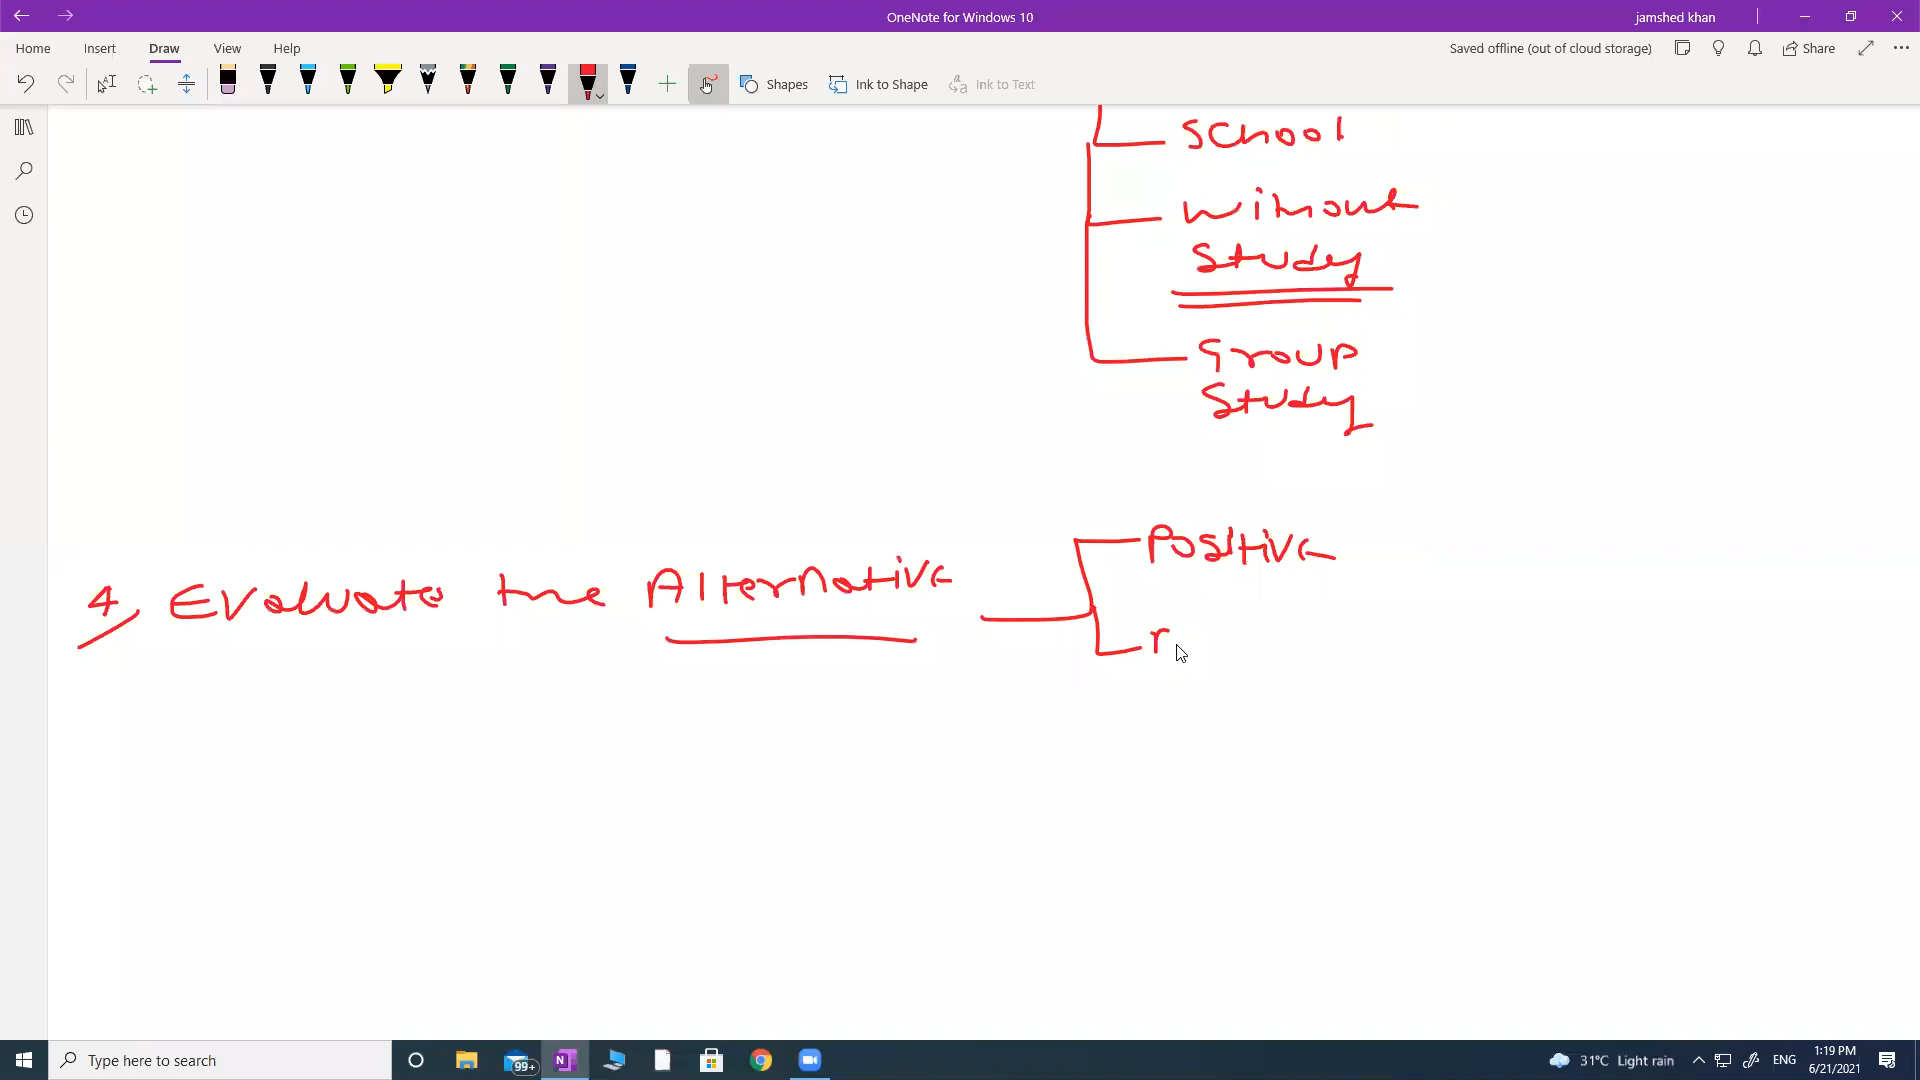 OneNote for Windows 10
jamshed khan
Home Insert Draw View Help
Saved offline (out of cloud storage)
Share
Shapes
Ink to Shape
Ink to Text
School
Without
Study
Group
Study
4, Evaluate the Alternative
Positive
r
Type here to search
99+
31°C Light rain
ENG
1:19 PM
6/21/2021